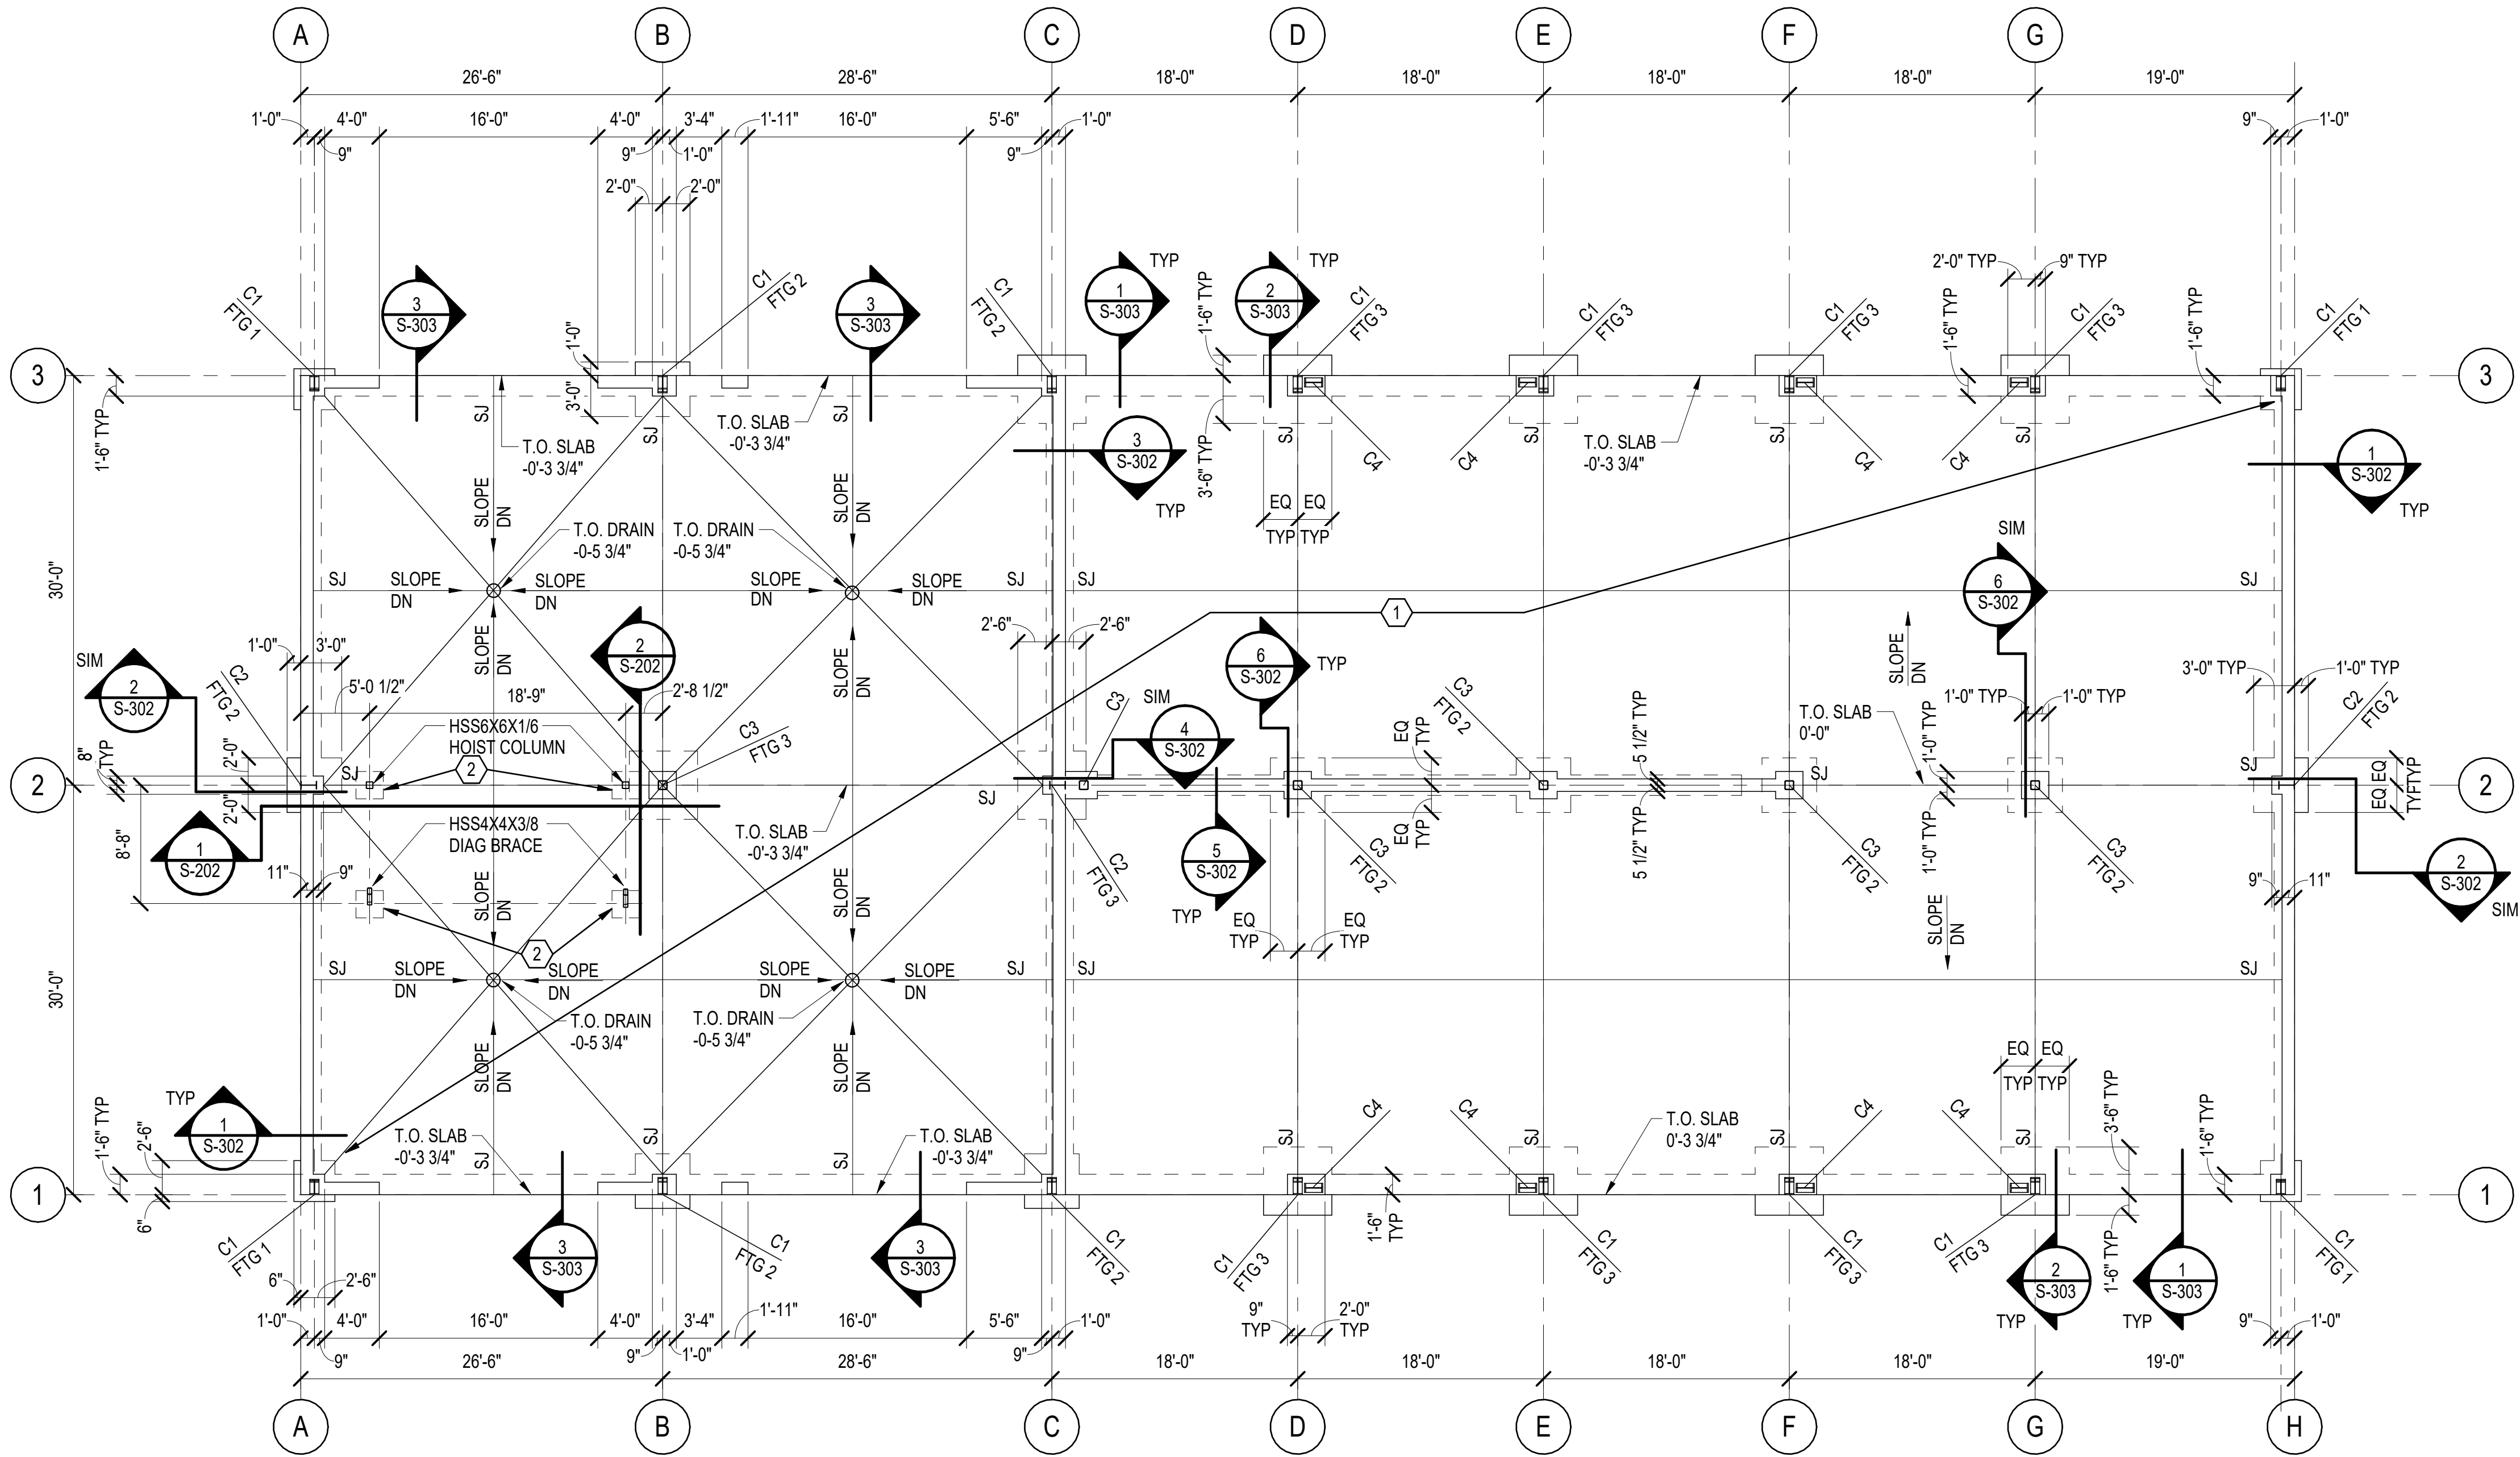 A B C D E F G
26'-6" 28'-6" 18'-0" 18'-0" 18'-0" 18'-0" 19'-0"
1'-0" 4'-0" 16'-0" 4'-0" 3'-4" 1'-11" 16'-0" 5'-6" 1'-0" 9" 1'-0"
9" 9" 1'-0" 9"
2'-0" 2'-0"
C1
FTG 1
3
S-303
C1
FTG 2
3
S-303
C1
FTG 2
1
S-303
TYP
2
S-303
TYP
1'-6" TYP
C1
FTG 3
C1
FTG 3
C1
FTG 3
2'-0" TYP
9" TYP
1'-6" TYP
C1
FTG 3
1'-6" TYP
C1
FTG 1
3
3
1'-6" TYP
1'-0"
3'-0"
SJ
SJ
SJ
T.O. SLAB
-0'-3 3/4"
T.O. SLAB
-0'-3 3/4"
3
S-302
TYP
3'-6" TYP
SJ
C4
C4
SJ
T.O. SLAB
-0'-3 3/4"
SJ
C4
C4
SJ
1
S-302
TYP
SLOPE
DN
SLOPE
DN
EQ
TYP
EQ
TYP
T.O. DRAIN
-0-5 3/4"
T.O. DRAIN
-0-5 3/4"
SIM
6
S-302
30'-0"
SJ
SLOPE
DN
SLOPE
DN
SLOPE
DN
SLOPE
DN
SJ
SJ
SJ
1
SLOPE
DN
SLOPE
DN
SLOPE
DN
2'-6"
2'-6"
1'-0"
3'-0"
2
S-202
6
S-302
TYP
SIM
2
S-302
C2
FTG 2
5'-0 1/2"
18'-9"
2'-8 1/2"
HSS6X6X1/6
HOIST COLUMN
C3
FTG 3
C3
SIM
4
S-302
EQ
TYP
C3
FTG 2
5 1/2" TYP
T.O. SLAB
0'-0"
1'-0" TYP
1'-0" TYP
1'-0" TYP
3'-0" TYP
1'-0" TYP
C2
FTG 2
8"
TYP
2'-0"
SJ
2
SJ
SJ
EQ
TYP
2
2
2'-0"
8'-8"
1
S-202
HSS4X4X3/8
DIAG BRACE
T.O. SLAB
-0'-3 3/4"
C2
FTG 3
5
S-302
TYP
EQ
TYP
C3
FTG 2
5 1/2" TYP
C3
FTG 2
1'-0" TYP
C3
FTG 2
EQ
TYP
2
S-302
SIM
11"
9"
9"
11"
SLOPE
DN
SLOPE
DN
EQ
TYP
EQ
TYP
SLOPE
DN
2
30'-0"
SJ
SLOPE
DN
SLOPE
DN
SLOPE
DN
SLOPE
DN
SJ
SJ
SJ
T.O. DRAIN
-0-5 3/4"
T.O. DRAIN
-0-5 3/4"
SLOPE
DN
SLOPE
DN
EQ
TYP
EQ
TYP
TYP
1
S-302
1'-6" TYP
2'-6"
6"
T.O. SLAB
-0'-3 3/4"
SJ
SJ
SJ
T.O. SLAB
-0'-3 3/4"
SJ
C4
C4
SJ
T.O. SLAB
0'-3 3/4"
SJ
C4
C4
SJ
3'-6" TYP
1'-6" TYP
1
1
C1
FTG 1
3
S-303
C1
FTG 2
3
S-303
C1
FTG 2
C1
FTG 3
1'-6"
TYP
C1
FTG 3
C1
FTG 3
C1
FTG 3
2
S-303
TYP
1'-6" TYP
1
S-303
TYP
C1
FTG 1
6"
2'-6"
1'-0" 4'-0" 16'-0" 4'-0" 3'-4" 1'-11" 16'-0" 5'-6" 1'-0"
9"
TYP
2'-0"
TYP
9" 1'-0"
9" 9" 1'-0" 9"
26'-6" 28'-6" 18'-0" 18'-0" 18'-0" 18'-0" 19'-0"
A B C D E F G H